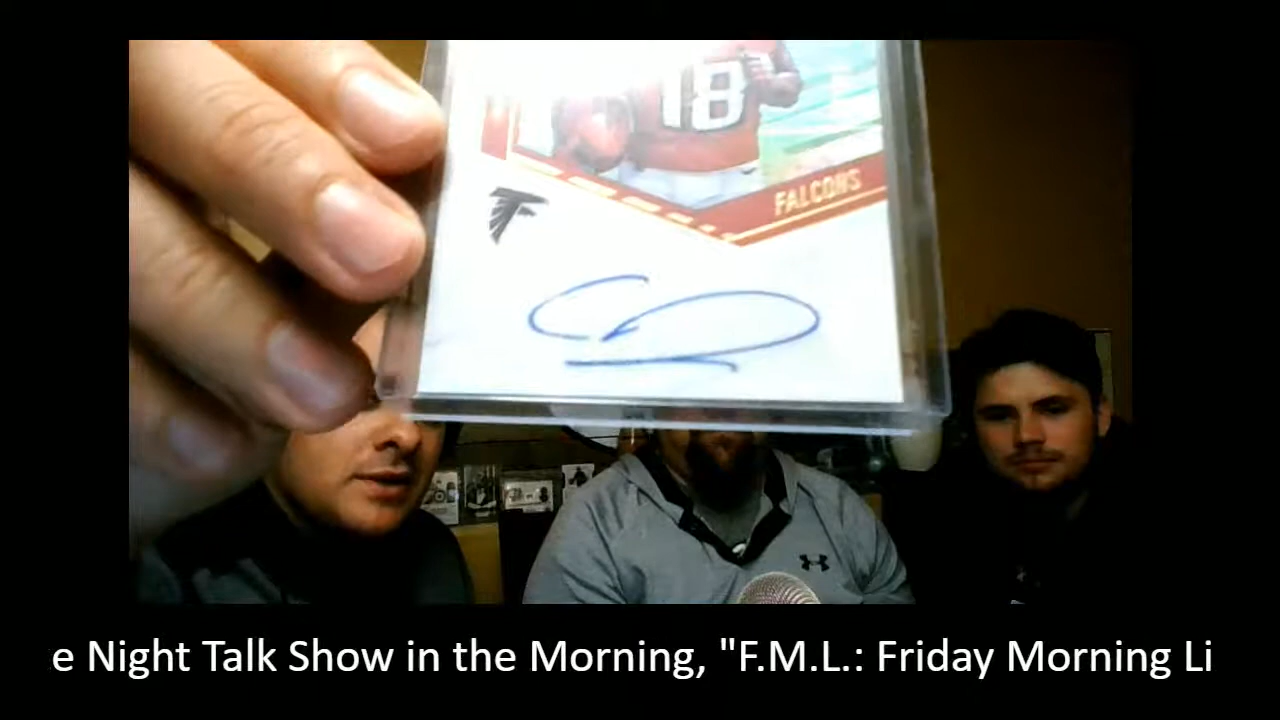 18
FALCONS
e Night Talk Show in the Morning, "F.M.L.: Friday Morning Li